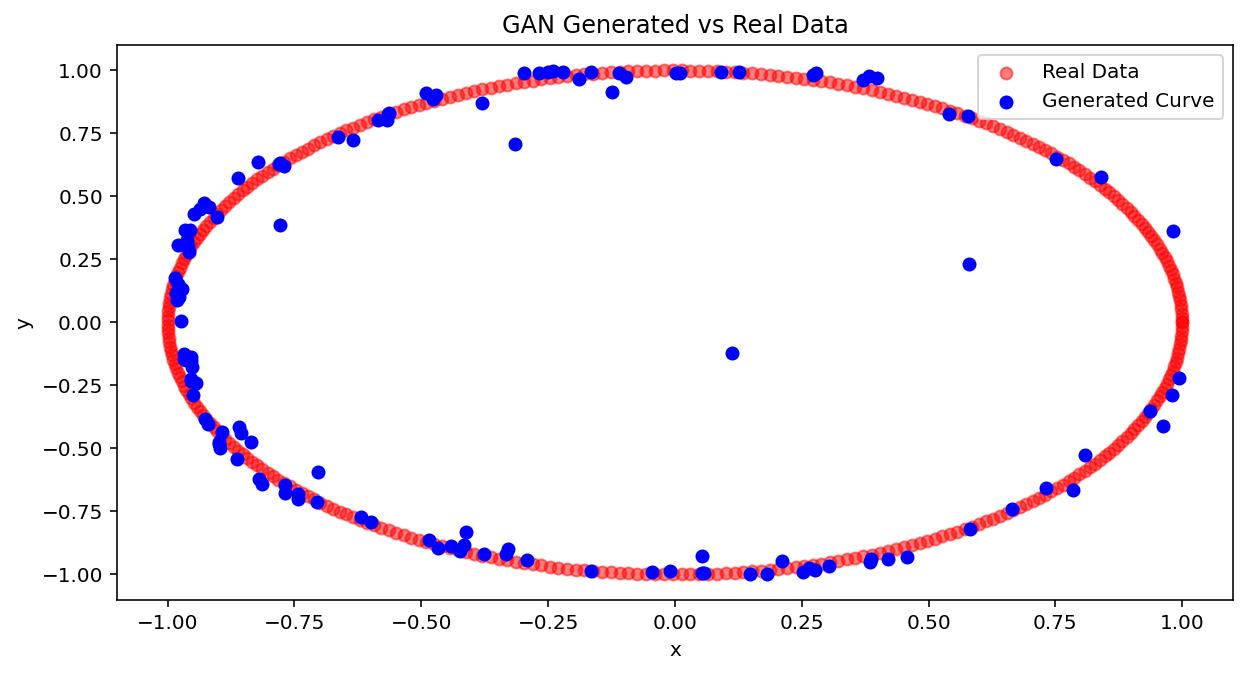 GAN Generated vs Real Data
Real Data
Generated Curve
1.00
0.75
0.50
0.25
0.00
−0.25
−0.50
−0.75
−1.00
y
−1.00 −0.75 −0.50 −0.25 0.00 0.25 0.50 0.75 1.00
x